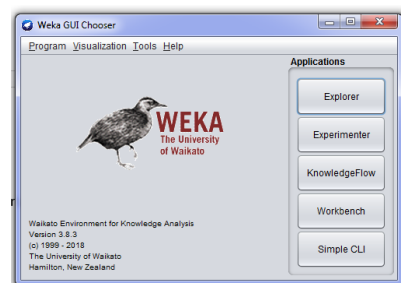 Weka GUI Chooser
Program Visualization Tools Help
Applications
WEKA
The University
of Waikato
Explorer
Experimenter
KnowledgeFlow
Workbench
Simple CLI
Waikato Environment for Knowledge Analysis
Version 3.8.3
(c) 1999 - 2018
The University of Waikato
Hamilton, New Zealand